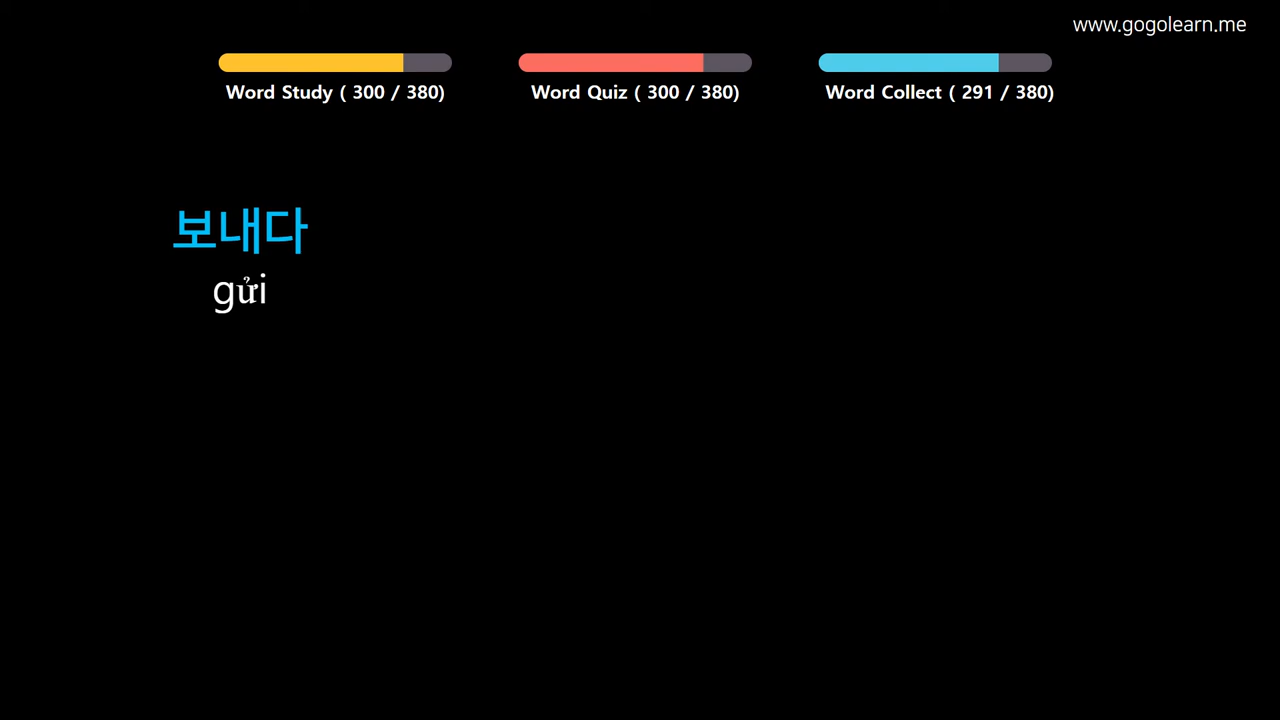 www.gogolearn.me
Word Study ( 300 / 380)
Word Quiz ( 300 / 380)
Word Collect ( 291 / 380)
보내다
gửi